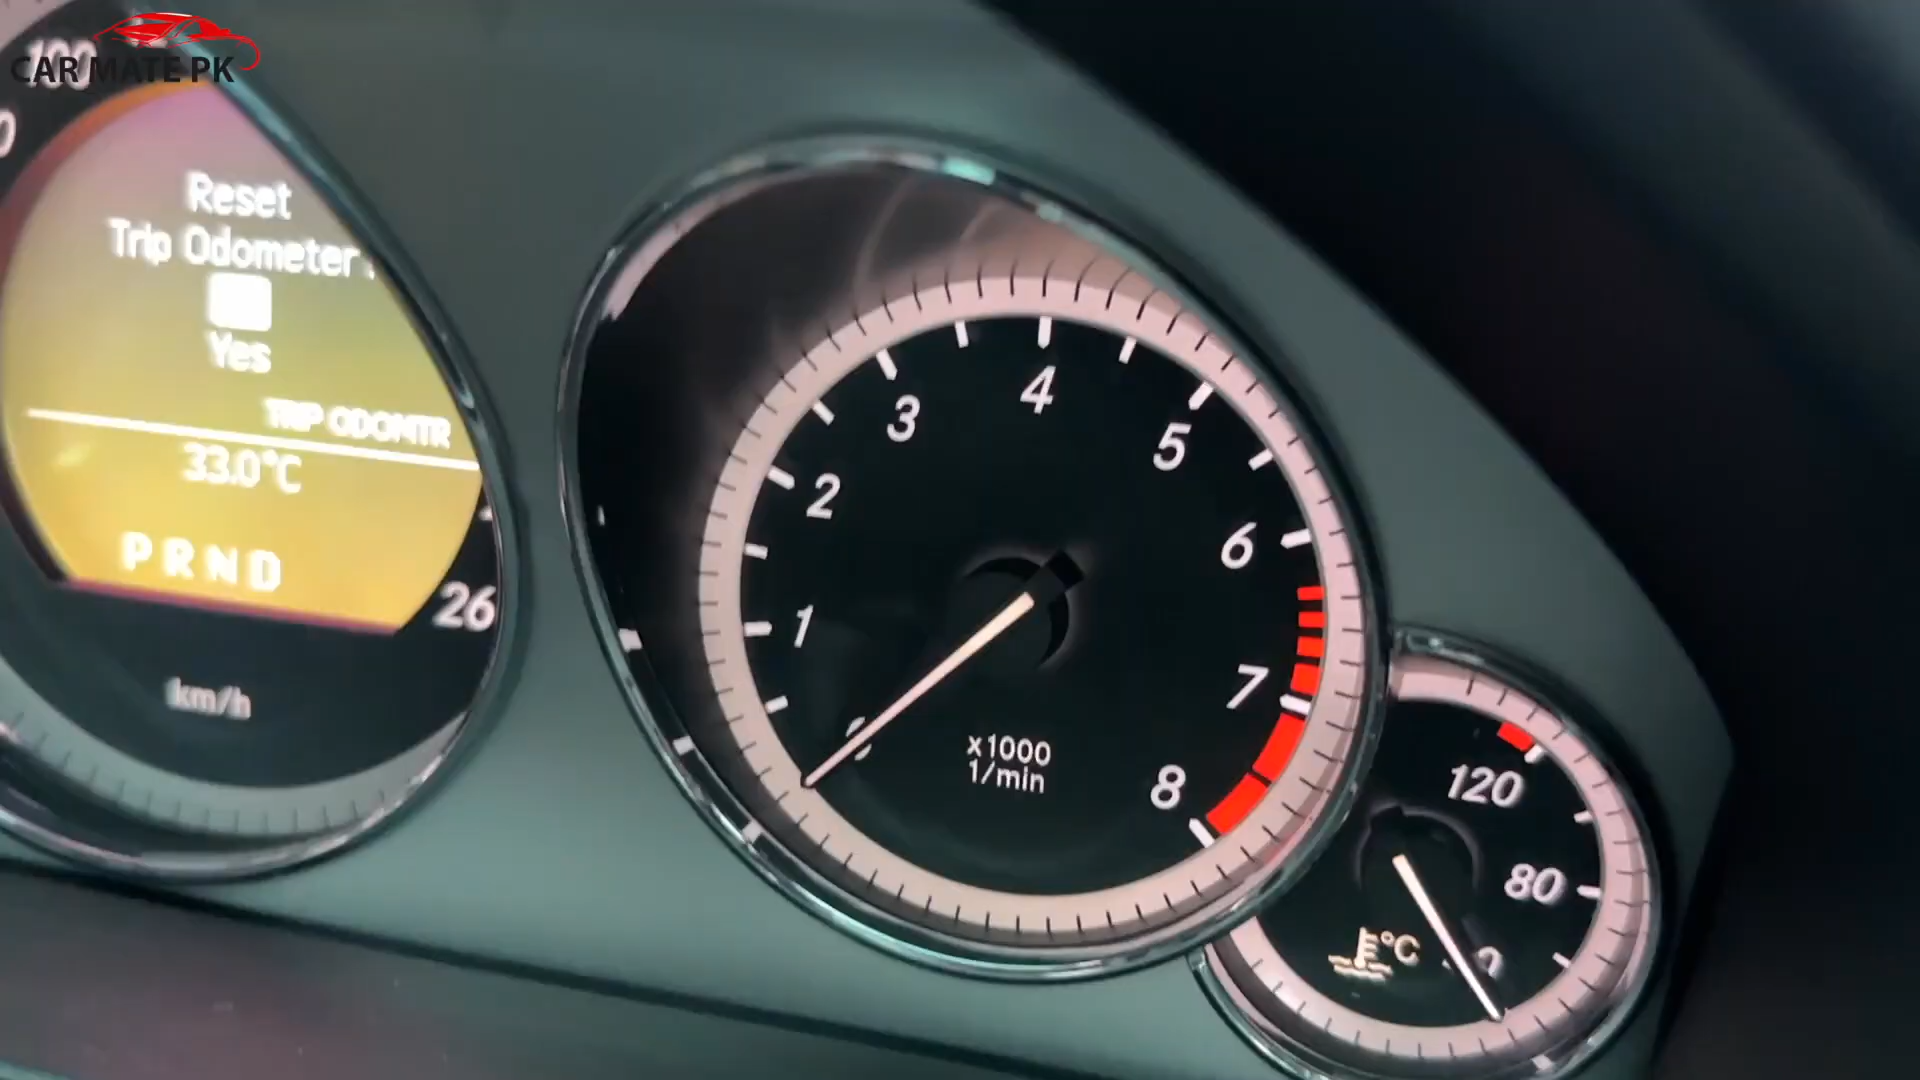 CAR MATE PK
100
Reset
Trip Odometer
Yes
TRIP ODOMTR
33.0°C
P R N D
26
km/h
1
2
3
4
5
6
7
8
x1000
1/min
120
80
°C